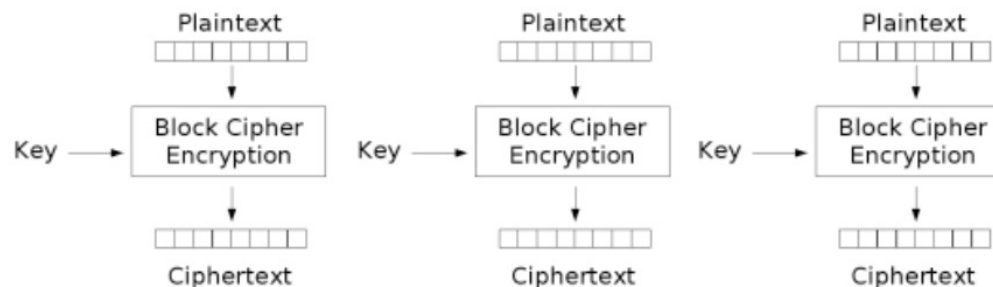 Plaintext Plaintext Plaintext
Key Block Cipher Encryption Key Block Cipher Encryption Key Block Cipher Encryption
Ciphertext Ciphertext Ciphertext